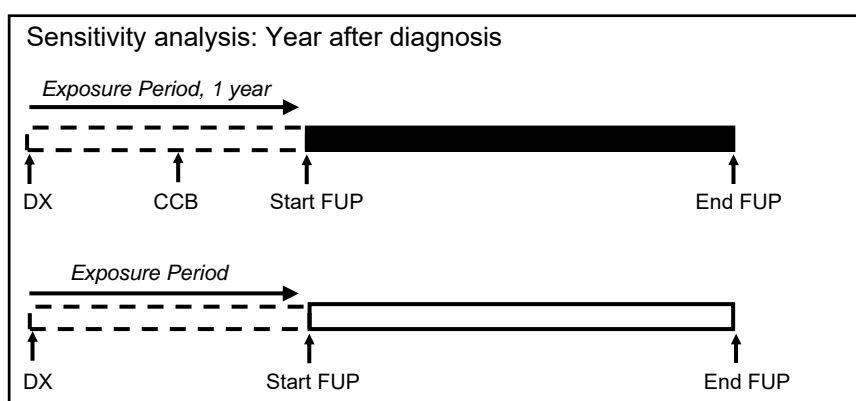 Sensitivity analysis: Year after diagnosis
Exposure Period, 1 year
DX CCB Start FUP End FUP
Exposure Period
DX Start FUP End FUP